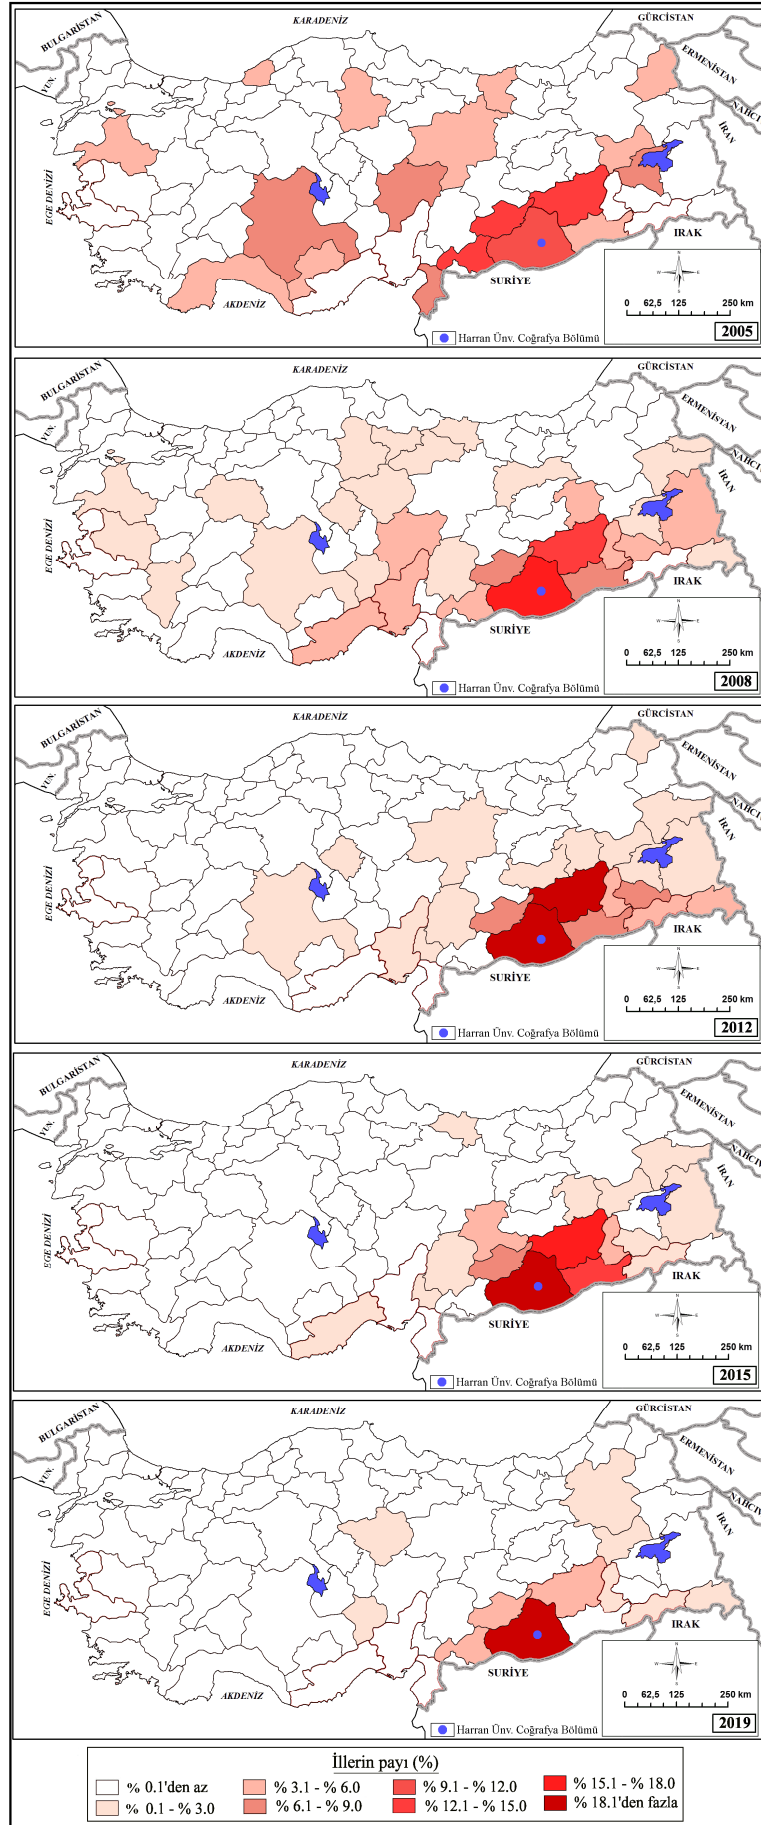 KARADENİZ
GÜRCİSTAN
BULGARİSTAN
ERMENİSTAN
YUN.
İRAN
EGE DENİZİ
IRAK
SURİYE
AKDENİZ
N
W E
S
0 62,5 125 250 km
Harran Ünv. Coğrafya Bölümü
2005
KARADENİZ
GÜRCİSTAN
BULGARİSTAN
ERMENİSTAN
YUN.
İRAN
EGE DENİZİ
IRAK
SURİYE
AKDENİZ
N
W E
S
0 62,5 125 250 km
Harran Ünv. Coğrafya Bölümü
2008
KARADENİZ
GÜRCİSTAN
BULGARİSTAN
ERMENİSTAN
YUN.
İRAN
EGE DENİZİ
IRAK
SURİYE
AKDENİZ
N
W E
S
0 62,5 125 250 km
Harran Ünv. Coğrafya Bölümü
2012
KARADENİZ
GÜRCİSTAN
BULGARİSTAN
ERMENİSTAN
YUN.
İRAN
EGE DENİZİ
IRAK
SURİYE
AKDENİZ
N
W E
S
0 62,5 125 250 km
Harran Ünv. Coğrafya Bölümü
2015
KARADENİZ
GÜRCİSTAN
BULGARİSTAN
ERMENİSTAN
YUN.
İRAN
EGE DENİZİ
IRAK
SURİYE
AKDENİZ
N
W E
S
0 62,5 125 250 km
Harran Ünv. Coğrafya Bölümü
2019
İllerin payı (%)
% 0.1'den az % 3.1 - % 6.0 % 9.1 - % 12.0 % 15.1 - % 18.0
% 0.1 - % 3.0 % 6.1 - % 9.0 % 12.1 - % 15.0 % 18.1'den fazla